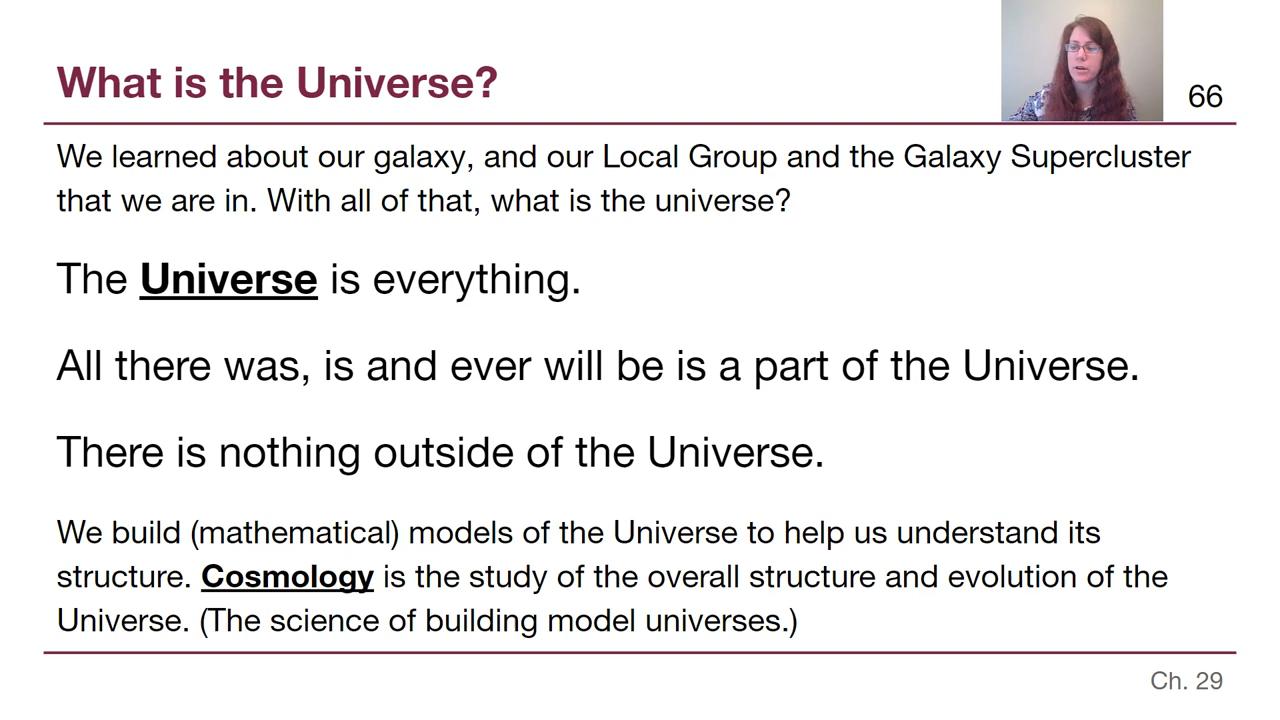 What is the Universe?
66
We learned about our galaxy, and our Local Group and the Galaxy Supercluster
that we are in. With all of that, what is the universe?
The Universe is everything.
All there was, is and ever will be is a part of the Universe.
There is nothing outside of the Universe.
We build (mathematical) models of the Universe to help us understand its
structure. Cosmology is the study of the overall structure and evolution of the
Universe. (The science of building model universes.)
Ch. 29